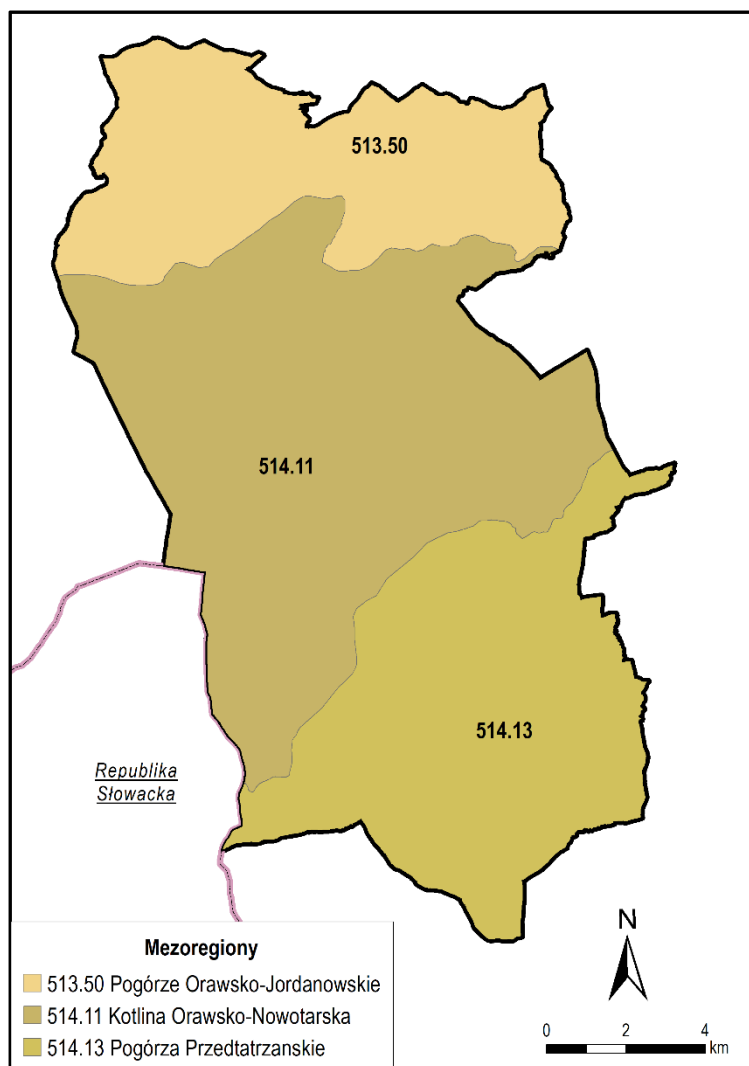 513.50
514.11
514.13
Republika
Słowacka
Mezoregiony
513.50 Pogórze Orawsko-Jordanowskie
514.11 Kotlina Orawsko-Nowotarska
514.13 Pogórza Przedtatrzanskie
N
0 2 4
km